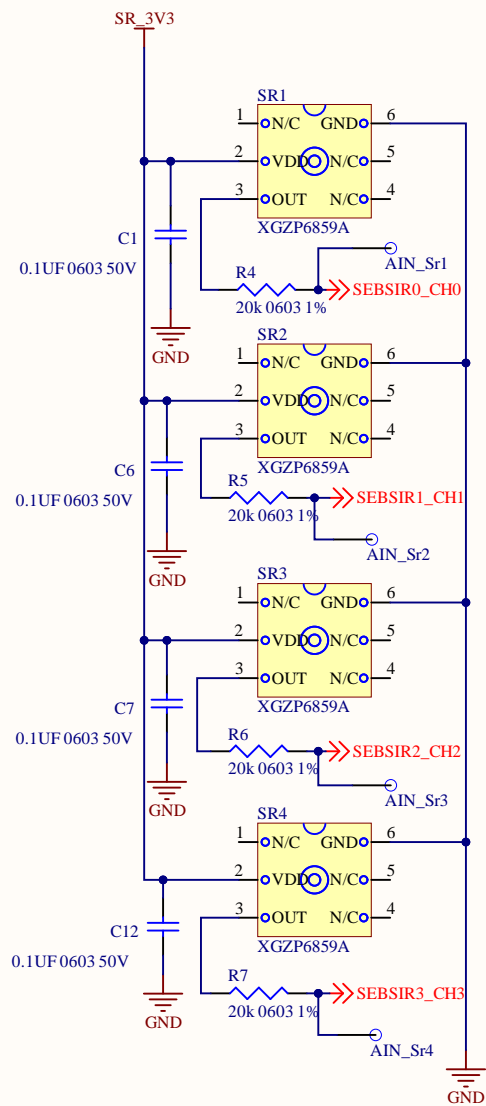 SR_3V3
SR1
1 N/C GND 6
2 VDD N/C 5
3 OUT N/C 4
XGZP6859A
C1
0.1UF 0603 50V
GND
R4
20k 0603 1%
AIN_Sr1
SEBSIR0_CH0
SR2
1 N/C GND 6
2 VDD N/C 5
3 OUT N/C 4
XGZP6859A
C6
0.1UF 0603 50V
GND
R5
20k 0603 1%
SEBSIR1_CH1
AIN_Sr2
SR3
1 N/C GND 6
2 VDD N/C 5
3 OUT N/C 4
XGZP6859A
C7
0.1UF 0603 50V
GND
R6
20k 0603 1%
SEBSIR2_CH2
AIN_Sr3
SR4
1 N/C GND 6
2 VDD N/C 5
3 OUT N/C 4
XGZP6859A
C12
0.1UF 0603 50V
GND
R7
20k 0603 1%
SEBSIR3_CH3
AIN_Sr4
GND